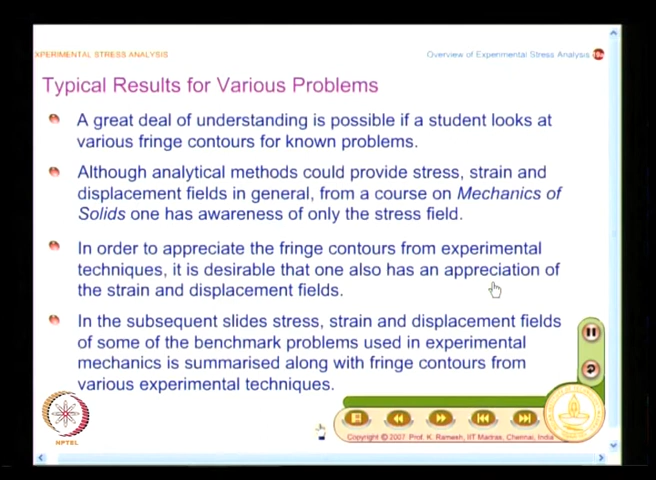 XPERIMENTAL STRESS ANALYSIS
Overview of Experimental Stress Analysis
Typical Results for Various Problems
A great deal of understanding is possible if a student looks at
various fringe contours for known problems.
Although analytical methods could provide stress, strain and
displacement fields in general, from a course on Mechanics of
Solids one has awareness of only the stress field.
In order to appreciate the fringe contours from experimental
techniques, it is desirable that one also has an appreciation of
the strain and displacement fields.
In the subsequent slides stress, strain and displacement fields
of some of the benchmark problems used in experimental
mechanics is summarised along with fringe contours from
various experimental techniques.
NPTEL
Copyright © 2007 Prof. K. Ramesh, IIT Madras, Chennai, India